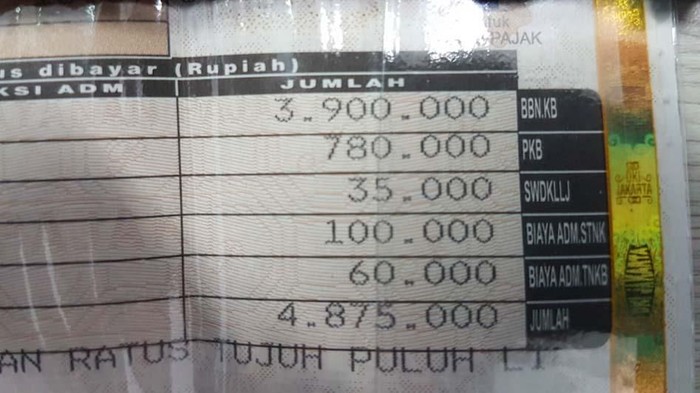 tuk
PAJAK
us dibayar (Rupiah)
KSI ADM JUMLAH
3.900.000 BBN.KB
780.000 PKB
35.000 SWDKLLJ
100.000 BIAYA ADM.STNK
60.000 BIAYA ADM.TNKB
4.875.000 JUMLAH
AN RATUS TUJUH PULUH LI
DKI
JAKARTA